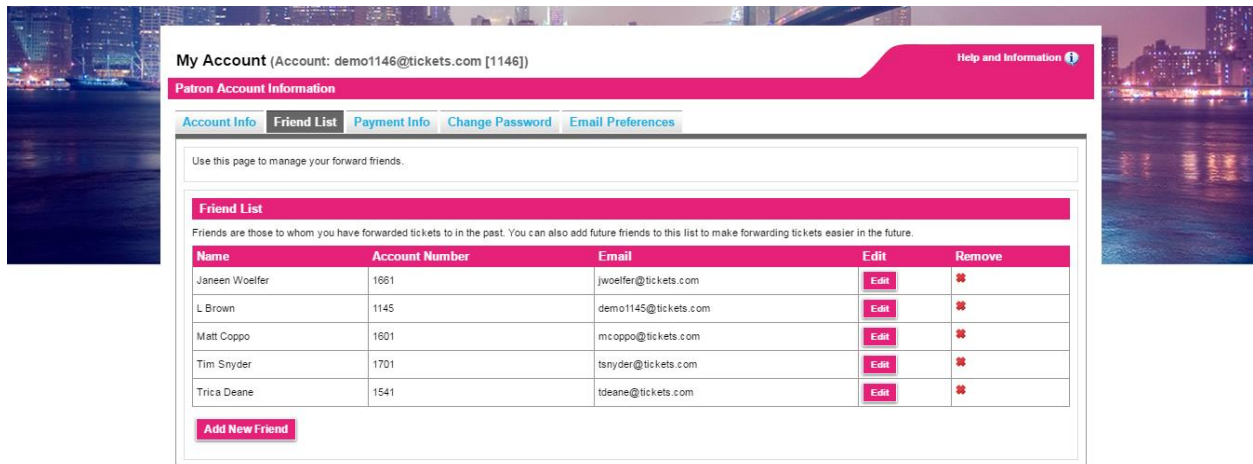 My Account (Account: demo1146@tickets.com [1146])
Help and Information
Patron Account Information
Account Info Friend List Payment Info Change Password Email Preferences
Use this page to manage your forward friends.
Friend List
Friends are those to whom you have forwarded tickets to in the past. You can also add future friends to this list to make forwarding tickets easier in the future.
Name Account Number Email Edit Remove
Janeen Woelfer 1661 jwoelfer@tickets.com Edit
L Brown 1145 demo1145@tickets.com Edit
Matt Coppo 1601 mcoppo@tickets.com Edit
Tim Snyder 1701 tsnyder@tickets.com Edit
Trica Deane 1541 tdeane@tickets.com Edit
Add New Friend